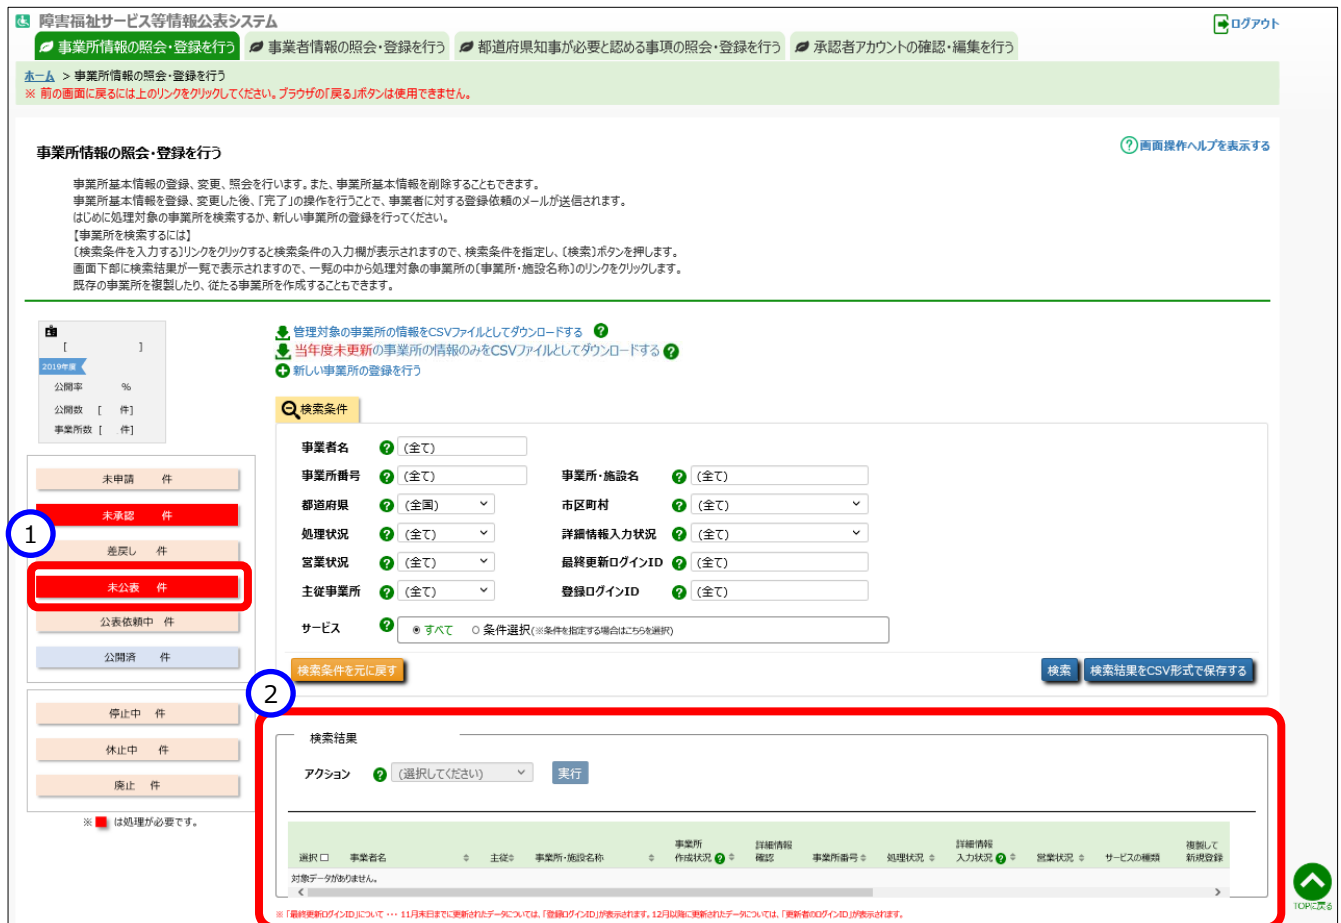 障害福祉サービス等情報公表システム
ログアウト
事業所情報の照会・登録を行う 事業者情報の照会・登録を行う 都道府県知事が必要と認める事項の照会・登録を行う 承認者アカウントの確認・編集を行う
ホーム > 事業所情報の照会・登録を行う
※ 前の画面に戻るには上のリンクをクリックしてください。ブラウザの「戻る」ボタンは使用できません。
事業所情報の照会・登録を行う
?画面操作ヘルプを表示する
事業所基本情報の登録、変更、照会を行います。また、事業所基本情報を削除することもできます。
事業所基本情報を登録、変更した後、「完了」の操作を行うことで、事業者に対する登録依頼のメールが送信されます。
はじめに処理対象の事業所を検索するか、新しい事業所の登録を行ってください。
【事業所を検索するには】
〔検索条件を入力する〕リンクをクリックすると検索条件の入力欄が表示されますので、検索条件を指定し、〔検索〕ボタンを押します。
画面下部に検索結果が一覧で表示されますので、一覧の中から処理対象の事業所の〔事業所・施設名称〕のリンクをクリックします。
既存の事業所を複製したり、従たる事業所を作成することもできます。
[ ]
2019年度
公開率 %
公開数 [ 件]
事業所数 [ 件]
未申請 件
未承認 件
1
差戻し 件
未公表 件
公表依頼中 件
公開済 件
停止中 件
休止中 件
廃止 件
※ は処理が必要です。
管理対象の事業所の情報をCSVファイルとしてダウンロードする ?
当年度未更新の事業所の情報のみをCSVファイルとしてダウンロードする ?
新しい事業所の登録を行う
検索条件
事業者名 ? (全て)
事業所番号 ? (全て) 事業所・施設名 ? (全て)
都道府県 ? (全国) 市区町村 ? (全て)
処理状況 ? (全て) 詳細情報入力状況 ? (全て)
営業状況 ? (全て) 最終更新ログインID ? (全て)
主従事業所 ? (全て) 登録ログインID ? (全て)
サービス ? すべて 条件選択(※条件を指定する場合はこちらを選択)
検索条件を元に戻す 検索 検索結果をCSV形式で保存する
2
検索結果
アクション ? (選択してください) 実行
選択 事業者名 主従 事業所・施設名称 事業所作成状況 ? 詳細情報確認 事業所番号 処理状況 詳細情報入力状況 ? 営業状況 サービスの種類 複製して新規登録
対象データがありません。
※「最終更新ログインID」について ・・・ 11月末日までに更新されたデータについては、「登録ログインID」が表示されます。12月以降に更新されたデータについては、「更新者のログインID」が表示されます。
TOPに戻る